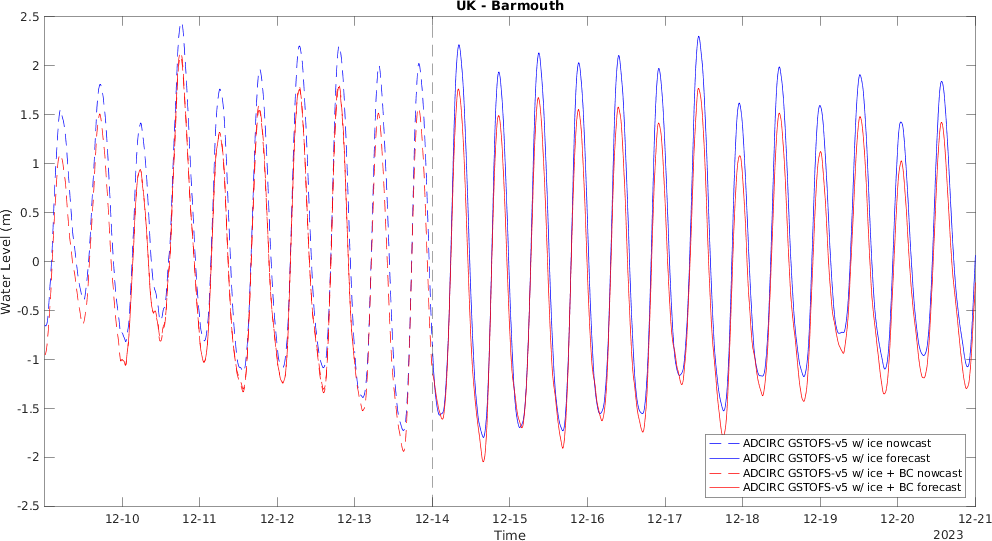 UK - Barmouth
2.5
2
1.5
1
0.5
0
-0.5
-1
-1.5
-2
-2.5
Water Level (m)
ADCIRC GSTOFS-v5 w/ ice nowcast
ADCIRC GSTOFS-v5 w/ ice forecast
ADCIRC GSTOFS-v5 w/ ice + BC nowcast
ADCIRC GSTOFS-v5 w/ ice + BC forecast
12-10 12-11 12-12 12-13 12-14 12-15 12-16 12-17 12-18 12-19 12-20 12-21
Time
2023